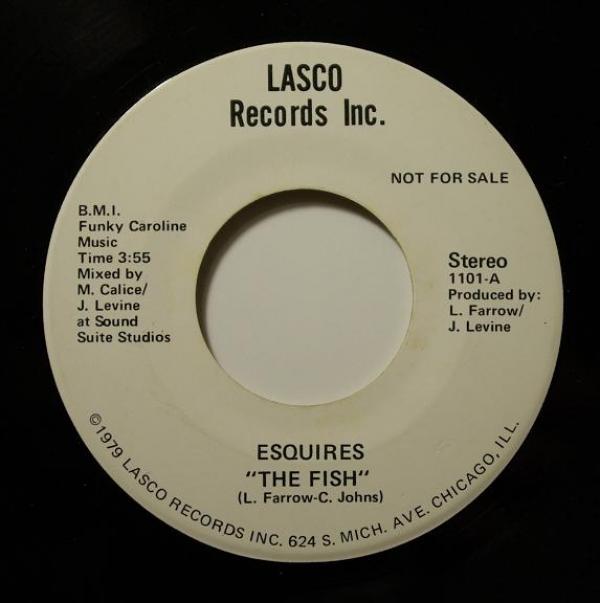 LASCO
Records Inc.
NOT FOR SALE
B.M.I.
Funky Caroline
Music
Time 3:55
Mixed by
M. Calice/
J. Levine
at Sound
Suite Studios
Stereo
1101-A
Produced by:
L. Farrow/
J. Levine
ESQUIRES
"THE FISH"
(L. Farrow-C. Johns)
©1979 LASCO RECORDS INC. 624 S. MICH. AVE. CHICAGO, ILL.